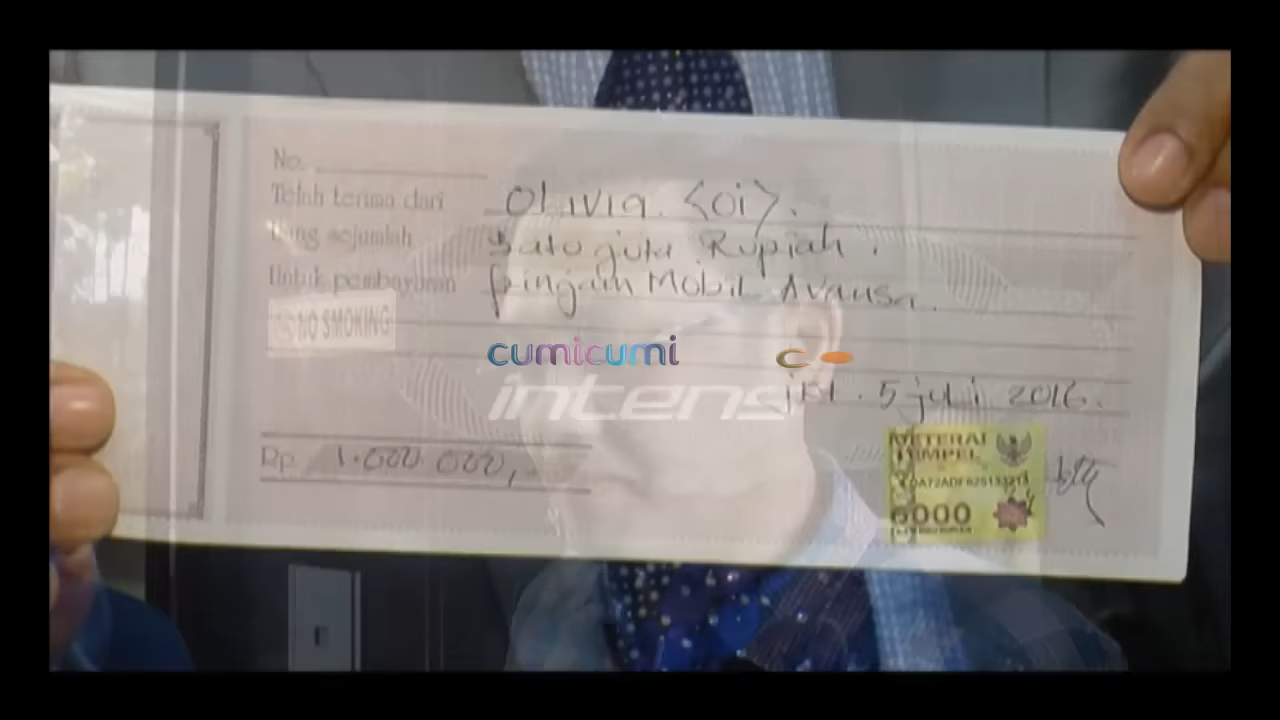 No.
Telah terima dari Olivia <oi>.
Uang sejumlah Satu juta Rupiah.
Untuk pembayaran pinjam Mobil Avansa.
NO SMOKING
cumicumi
intens
jkt. 5 juli 2016.
METERAI
TEMPEL
6000
Rp 1.000.000,-